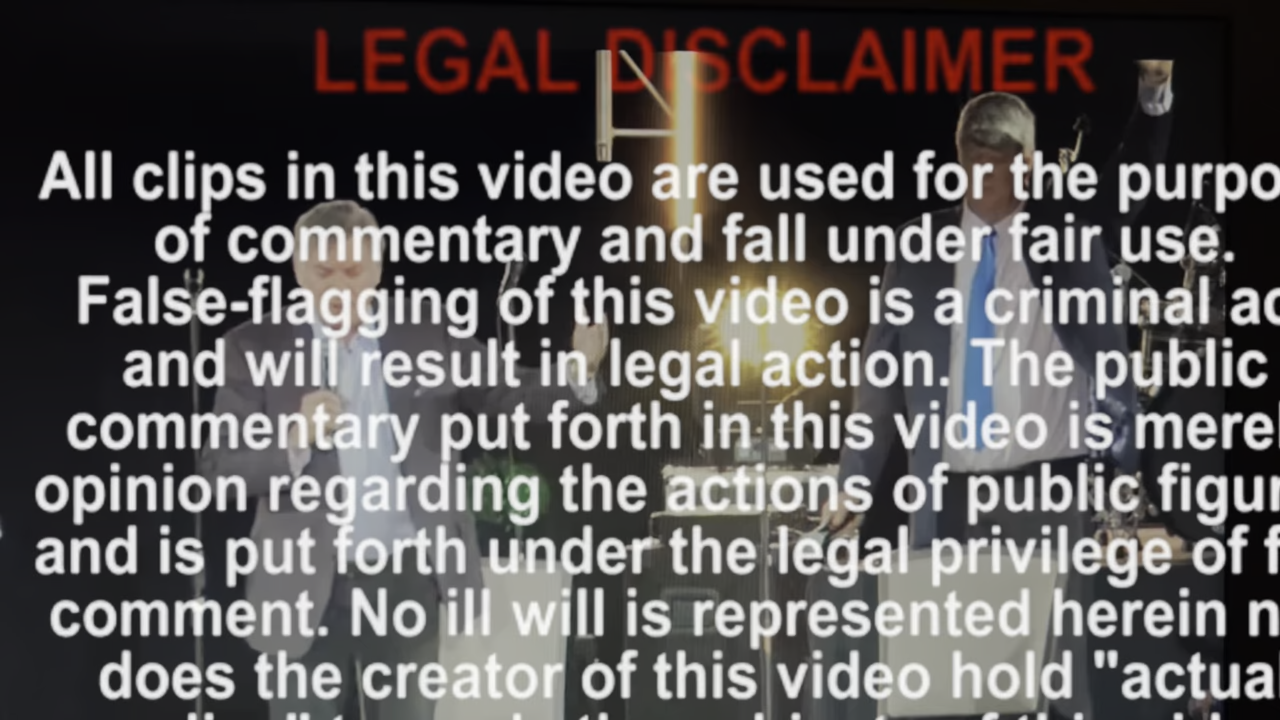 LEGAL DISCLAIMER
All clips in this video are used for the purpo
of commentary and fall under fair use.
False-flagging of this video is a criminal ac
and will result in legal action. The public
commentary put forth in this video is merel
opinion regarding the actions of public figur
and is put forth under the legal privilege of f
comment. No ill will is represented herein n
does the creator of this video hold "actual